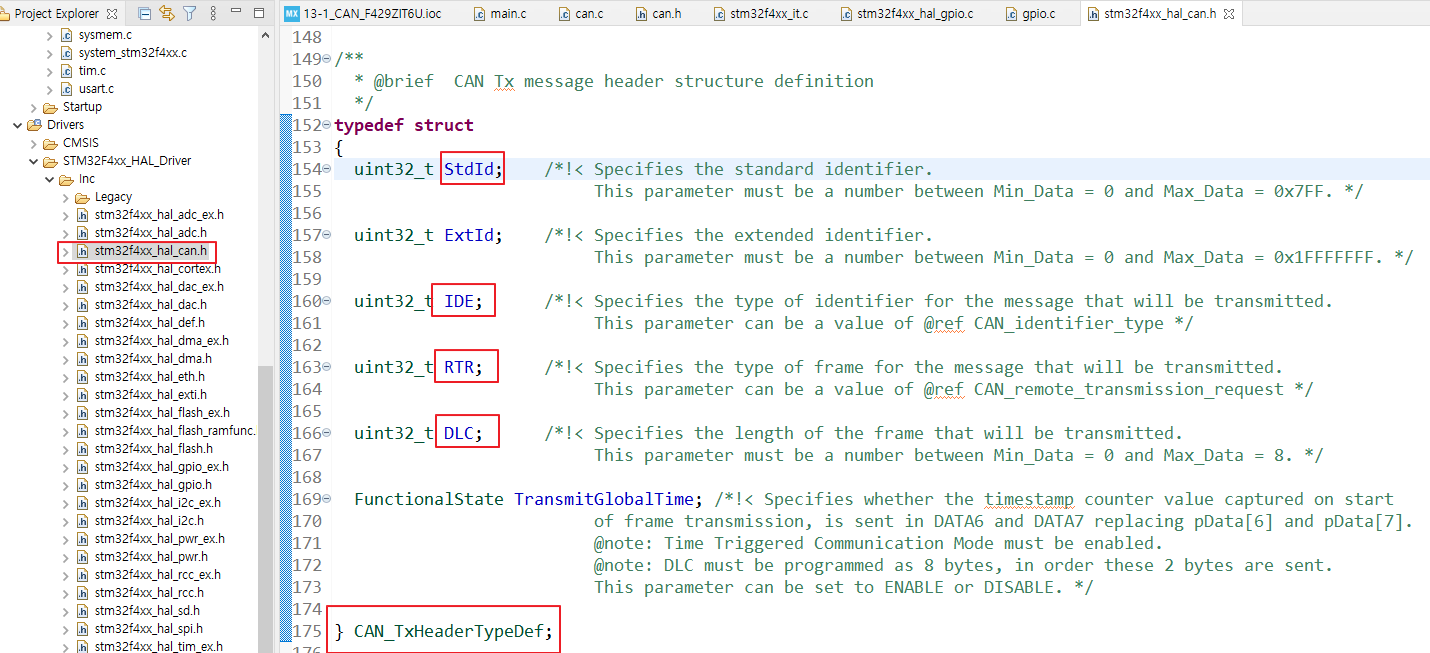 Project Explorer
sysmem.c
system_stm32f4xx.c
tim.c
usart.c
Startup
Drivers
CMSIS
STM32F4xx_HAL_Driver
Inc
Legacy
stm32f4xx_hal_adc_ex.h
stm32f4xx_hal_adc.h
stm32f4xx_hal_can.h
stm32f4xx_hal_cortex.h
stm32f4xx_hal_dac_ex.h
stm32f4xx_hal_dac.h
stm32f4xx_hal_def.h
stm32f4xx_hal_dma_ex.h
stm32f4xx_hal_dma.h
stm32f4xx_hal_eth.h
stm32f4xx_hal_exti.h
stm32f4xx_hal_flash_ex.h
stm32f4xx_hal_flash_ramfunc.
stm32f4xx_hal_flash.h
stm32f4xx_hal_gpio_ex.h
stm32f4xx_hal_gpio.h
stm32f4xx_hal_i2c_ex.h
stm32f4xx_hal_i2c.h
stm32f4xx_hal_pwr_ex.h
stm32f4xx_hal_pwr.h
stm32f4xx_hal_rcc_ex.h
stm32f4xx_hal_rcc.h
stm32f4xx_hal_sd.h
stm32f4xx_hal_spi.h
stm32f4xx_hal_tim_ex.h
MX 13-1_CAN_F429ZIT6U.ioc main.c can.c can.h stm32f4xx_it.c stm32f4xx_hal_gpio.c gpio.c stm32f4xx_hal_can.h
148
149 /**
150 * @brief CAN Tx message header structure definition
151 */
152 typedef struct
153 {
154 uint32_t StdId; /*!< Specifies the standard identifier.
155 This parameter must be a number between Min_Data = 0 and Max_Data = 0x7FF. */
156
157 uint32_t ExtId; /*!< Specifies the extended identifier.
158 This parameter must be a number between Min_Data = 0 and Max_Data = 0x1FFFFFFF. */
159
160 uint32_t IDE; /*!< Specifies the type of identifier for the message that will be transmitted.
161 This parameter can be a value of @ref CAN_identifier_type */
162
163 uint32_t RTR; /*!< Specifies the type of frame for the message that will be transmitted.
164 This parameter can be a value of @ref CAN_remote_transmission_request */
165
166 uint32_t DLC; /*!< Specifies the length of the frame that will be transmitted.
167 This parameter must be a number between Min_Data = 0 and Max_Data = 8. */
168
169 FunctionalState TransmitGlobalTime; /*!< Specifies whether the timestamp counter value captured on start
170 of frame transmission, is sent in DATA6 and DATA7 replacing pData[6] and pData[7].
171 @note: Time Triggered Communication Mode must be enabled.
172 @note: DLC must be programmed as 8 bytes, in order these 2 bytes are sent.
173 This parameter can be set to ENABLE or DISABLE. */
174
175 } CAN_TxHeaderTypeDef;
176